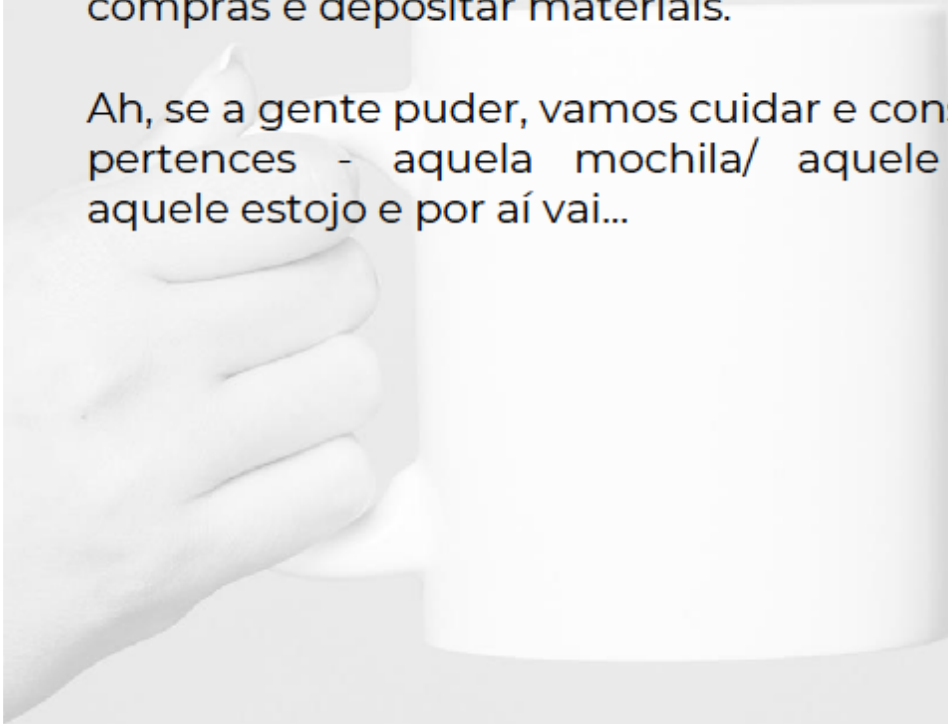 compras e depositar materiais.
Ah, se a gente puder, vamos cuidar e
pertences - aquela mochila/ aquele
aquele estojo e por aí vai...